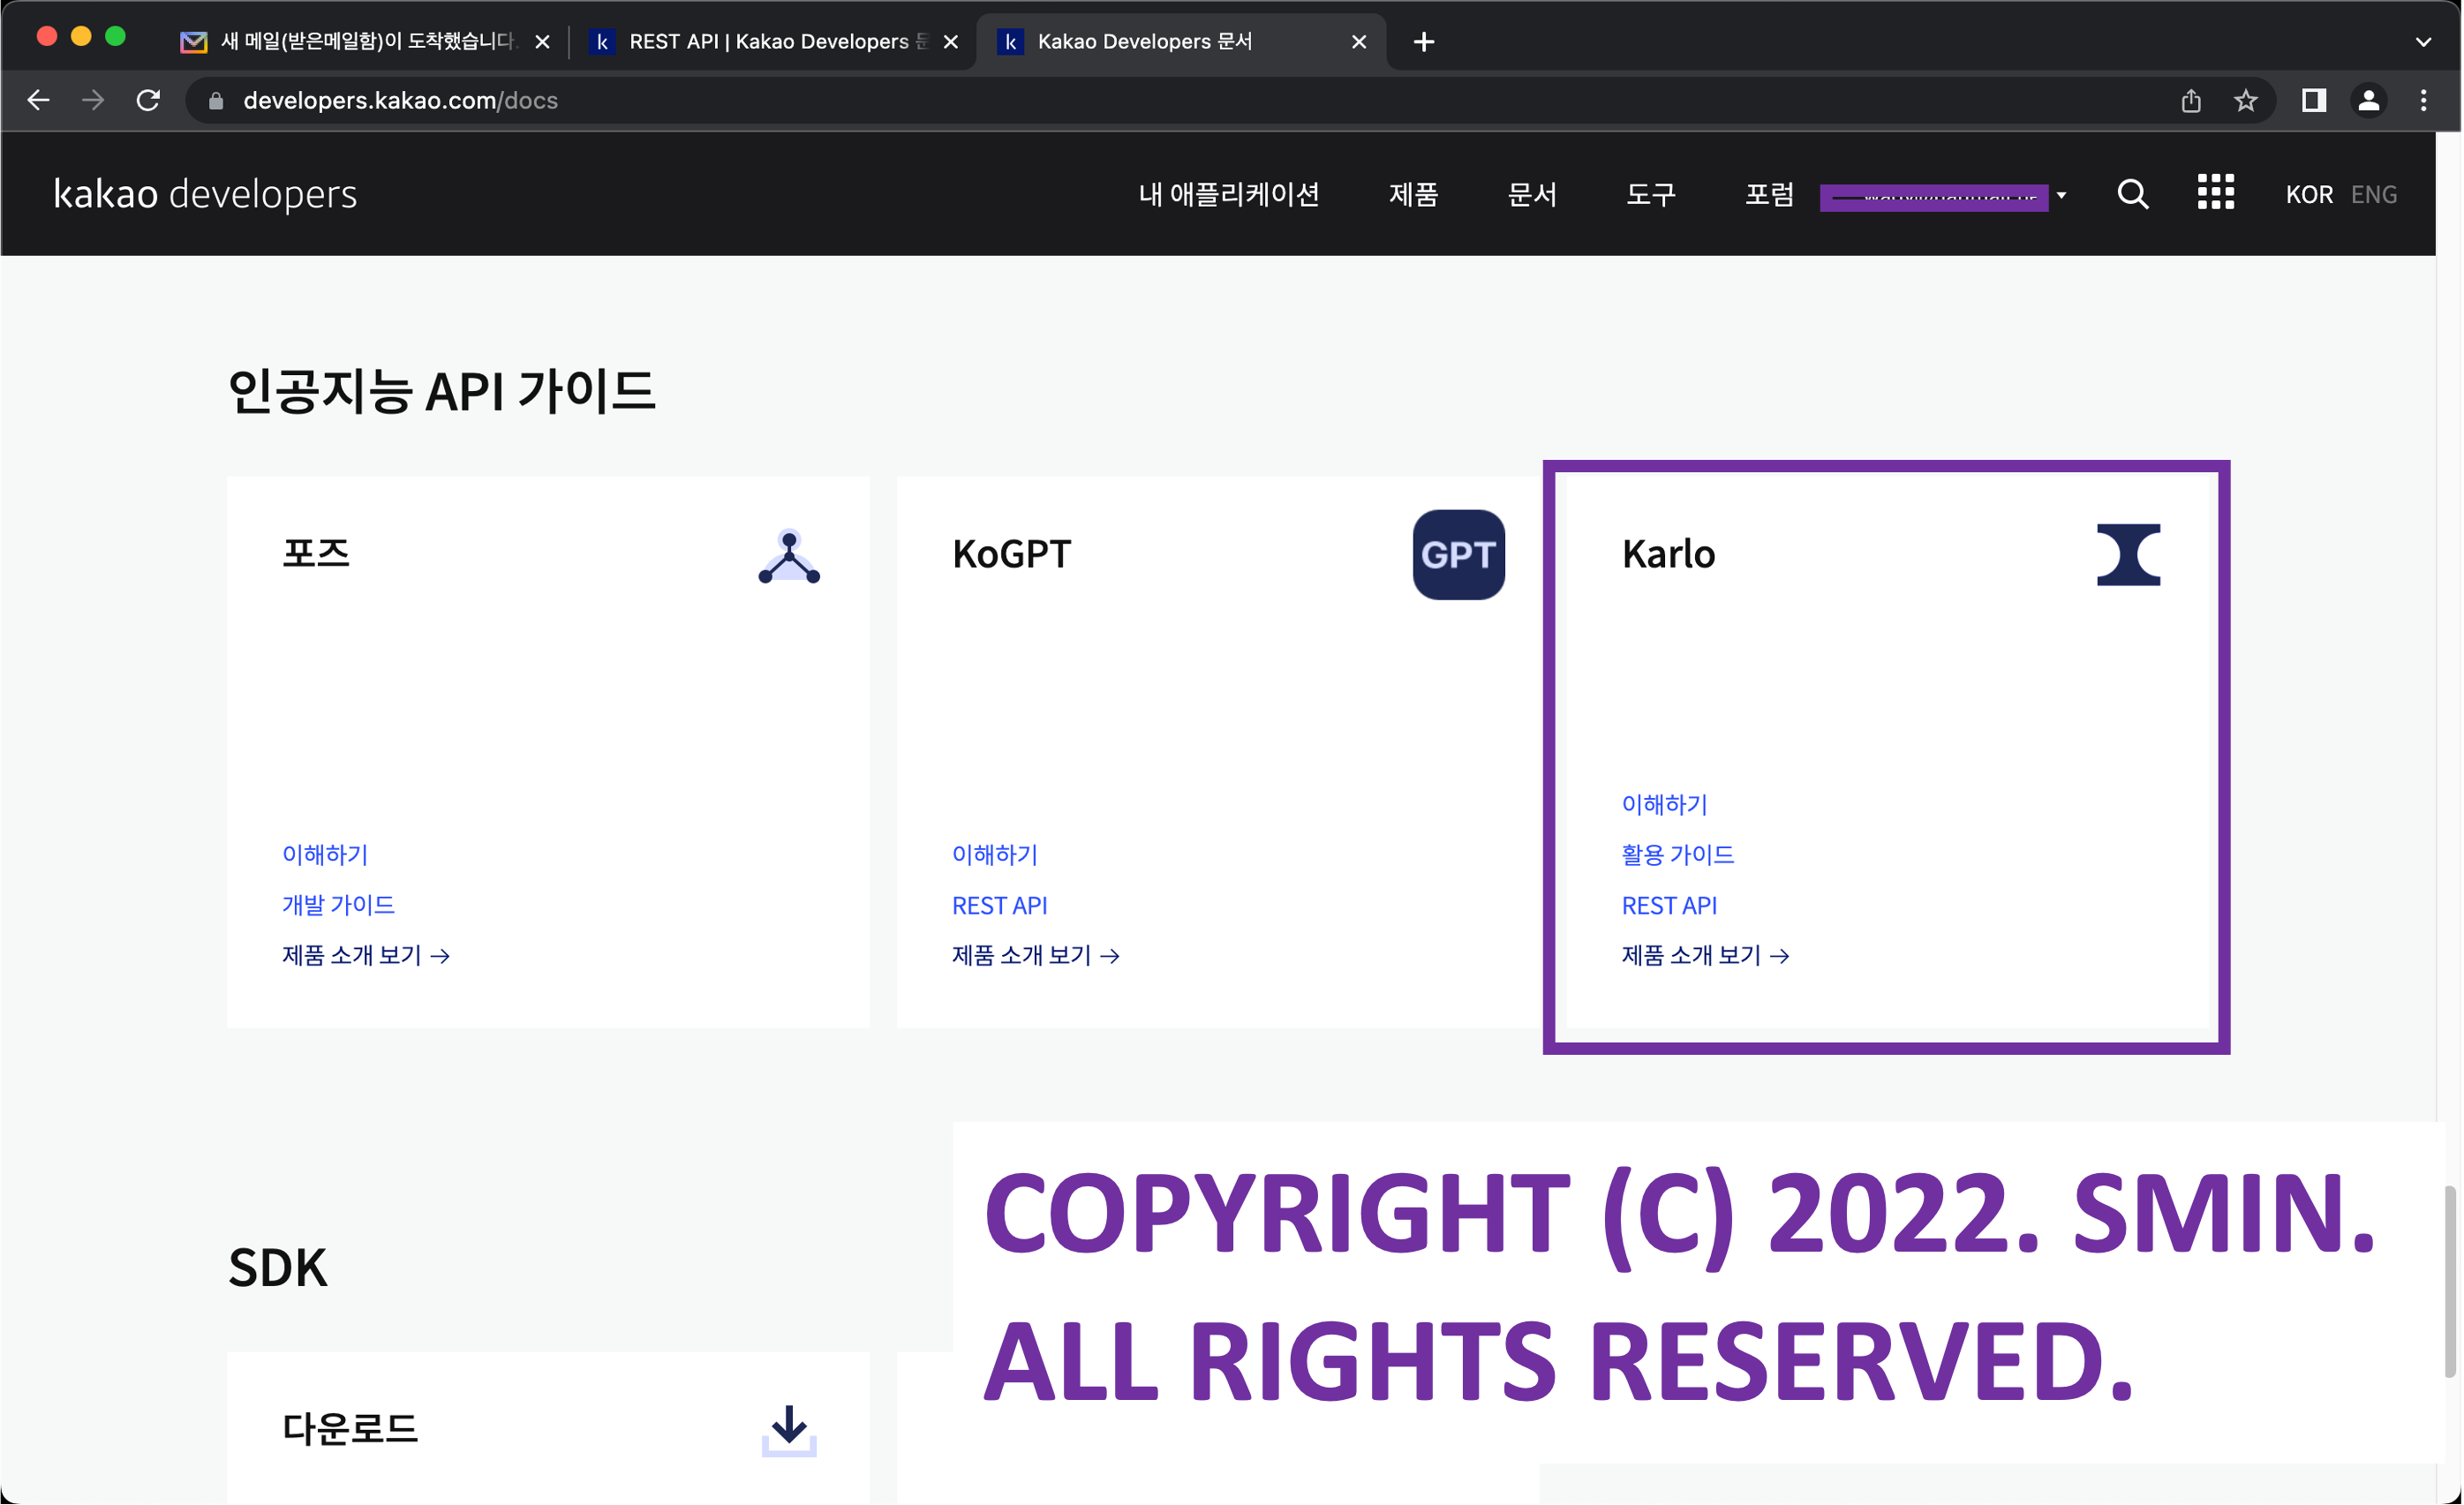 새 메일(받은메일함)이 도착했습니다.
REST API | Kakao Developers 문
Kakao Developers 문서
developers.kakao.com/docs
kakao developers
내 애플리케이션 제품 문서 도구 포럼
KOR ENG
인공지능 API 가이드
포즈
이해하기
개발 가이드
제품 소개 보기 →
KoGPT
GPT
이해하기
REST API
제품 소개 보기 →
Karlo
이해하기
활용 가이드
REST API
제품 소개 보기 →
SDK
다운로드
COPYRIGHT (C) 2022. SMIN.
ALL RIGHTS RESERVED.